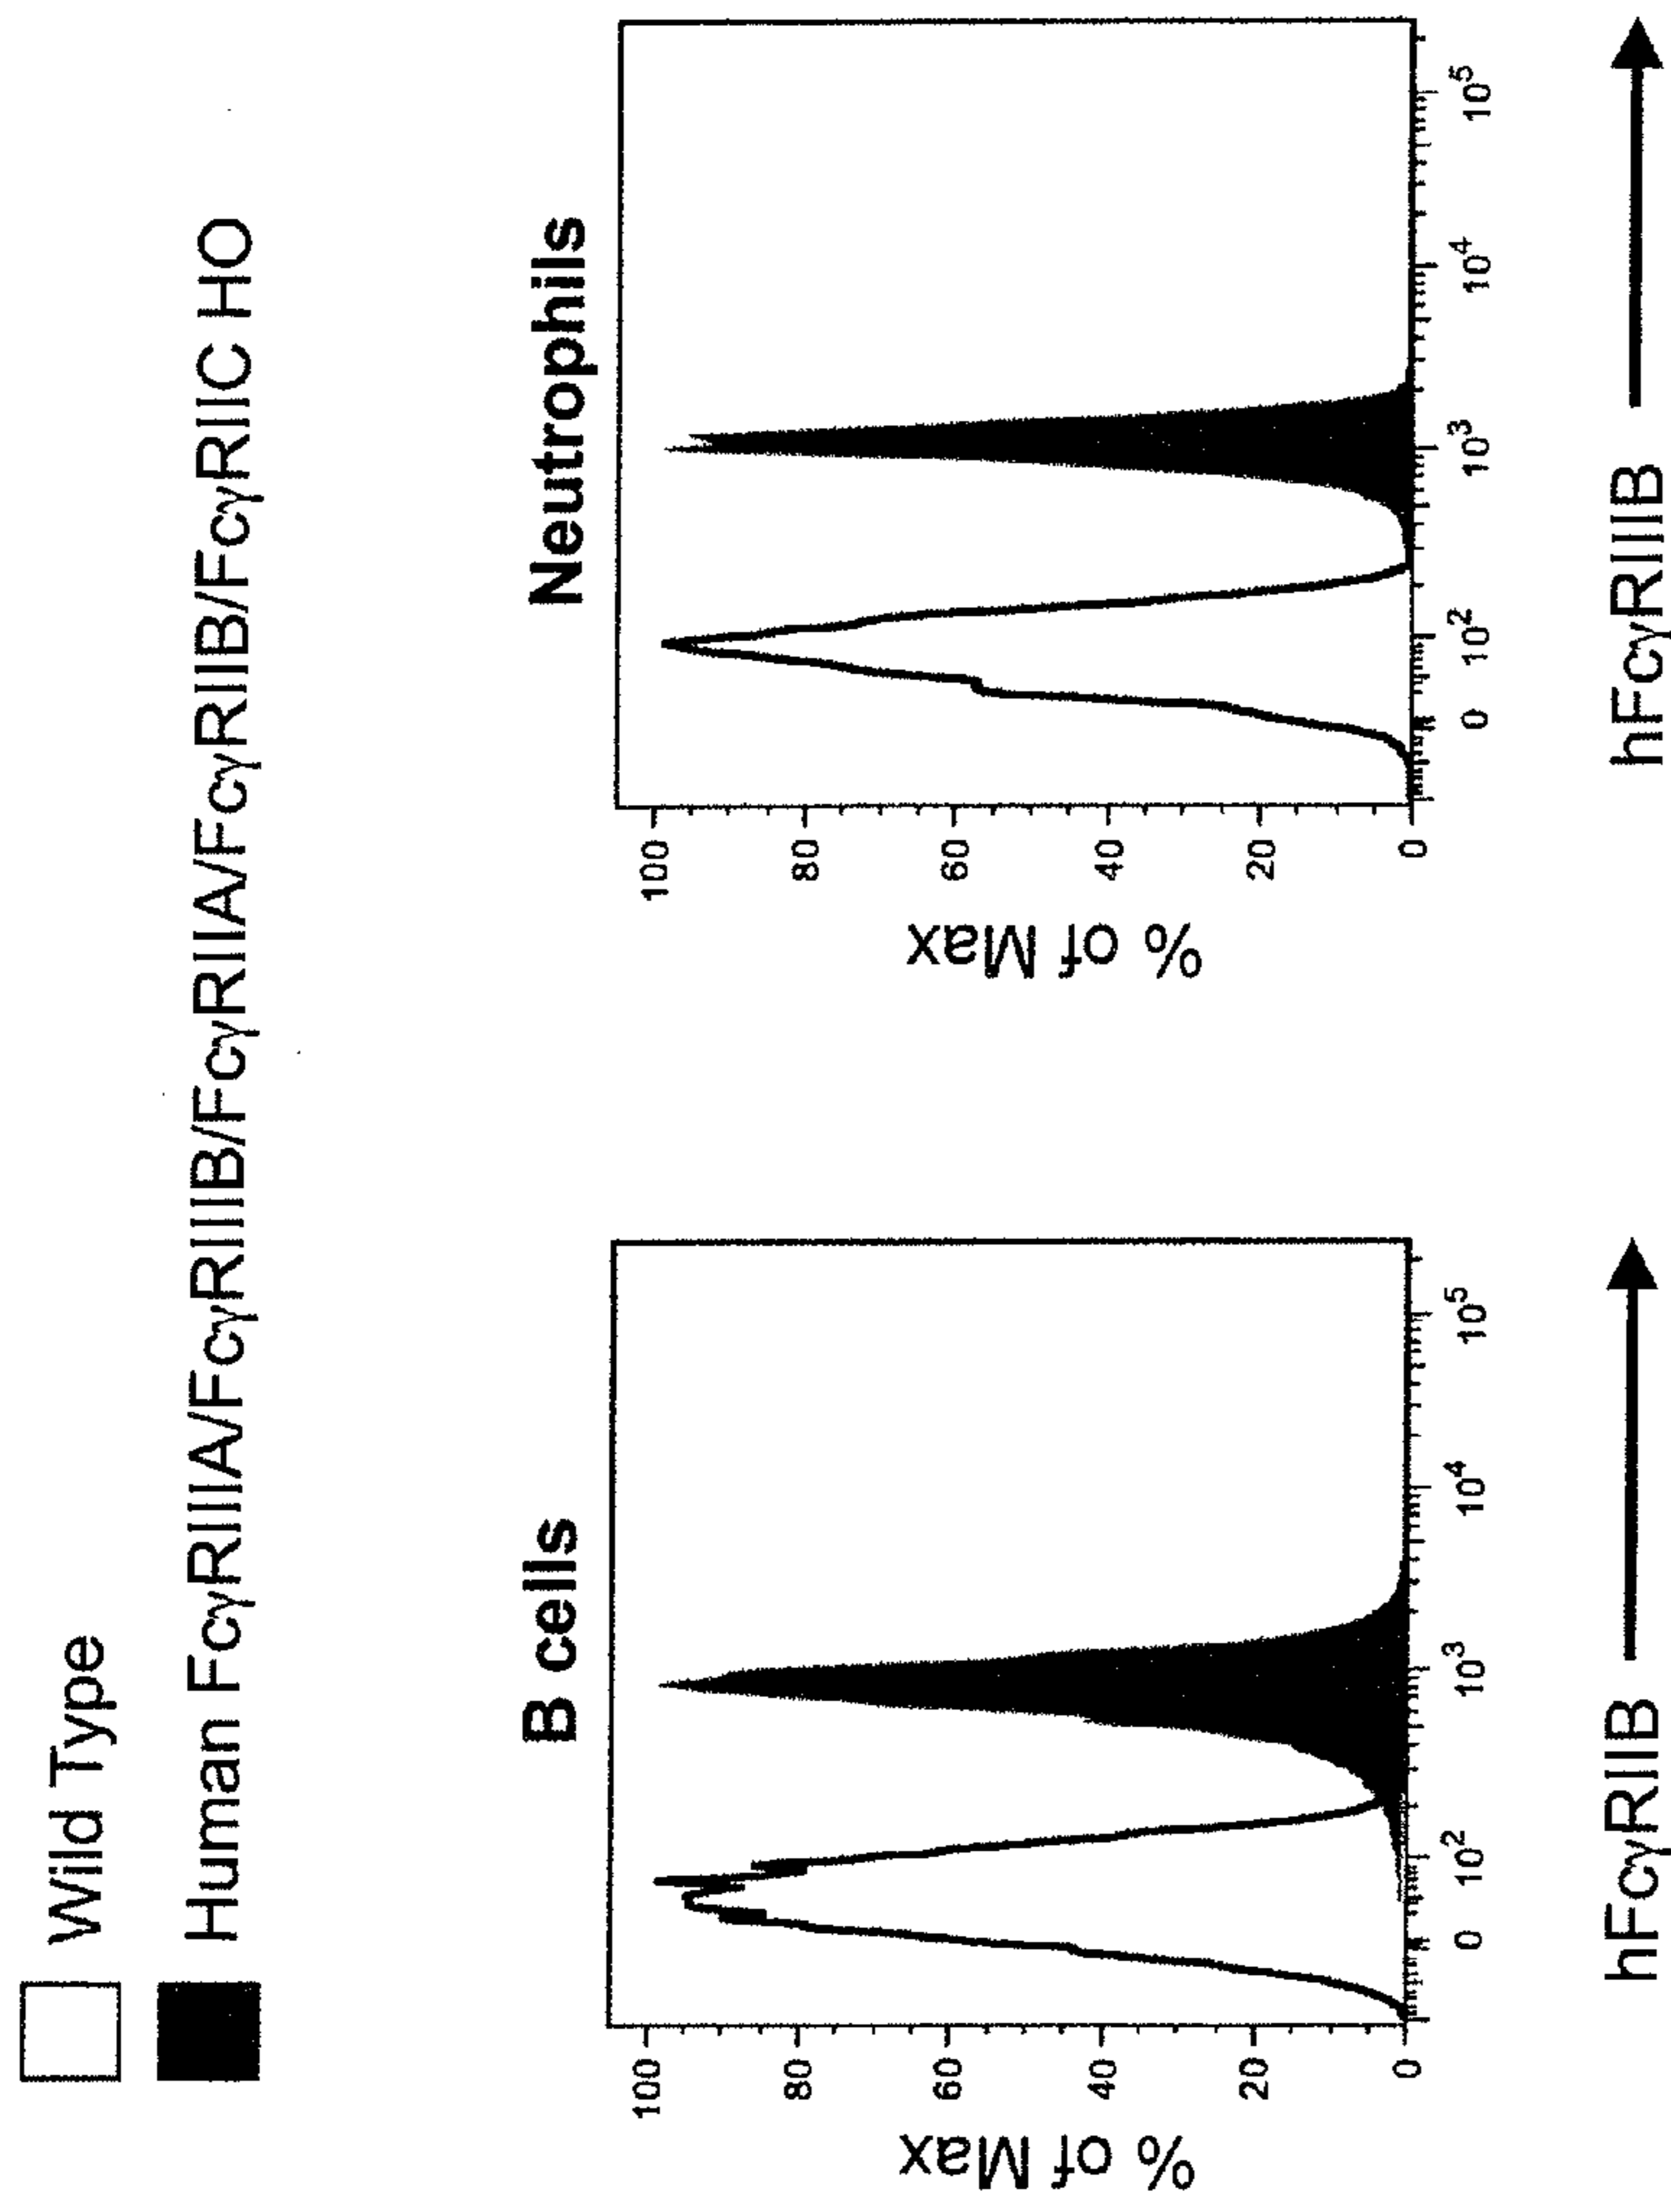 Wild Type
Human FcγRIIIA/FcγRIIIB/FcγRIIA/FcγRIIB/FcγRIIC HO
B cells
% of Max
100
80
60
40
20
0
0 10² 10³ 10⁴ 10⁵
hFcγRIIB
Neutrophils
% of Max
100
80
60
40
20
0
0 10² 10³ 10⁴ 10⁵
hFcγRIIIB